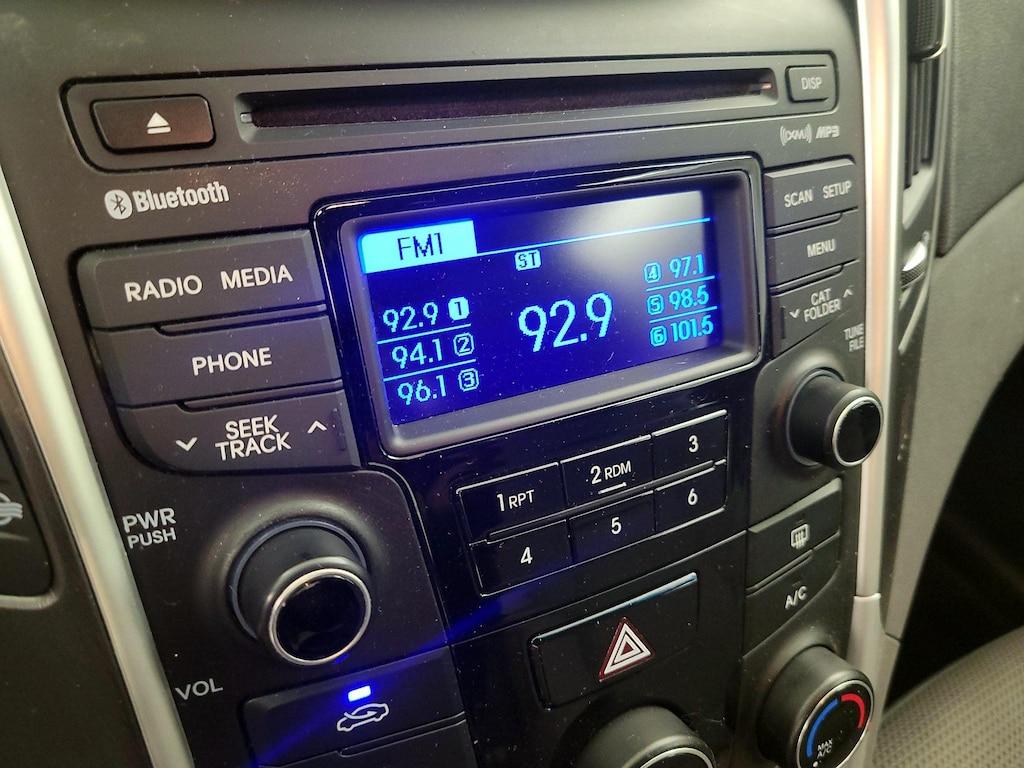 DISP
XM MP3
Bluetooth
SCAN SETUP
RADIO MEDIA
MENU
FM1
ST
92.9 1
94.1 2
96.1 3
92.9
4 97.1
5 98.5
6 101.5
CAT
FOLDER
TUNE
FILE
PHONE
SEEK
TRACK
1 RPT
2 RDM
3
4
5
6
PWR
PUSH
VOL
A/C
MAX
A/C